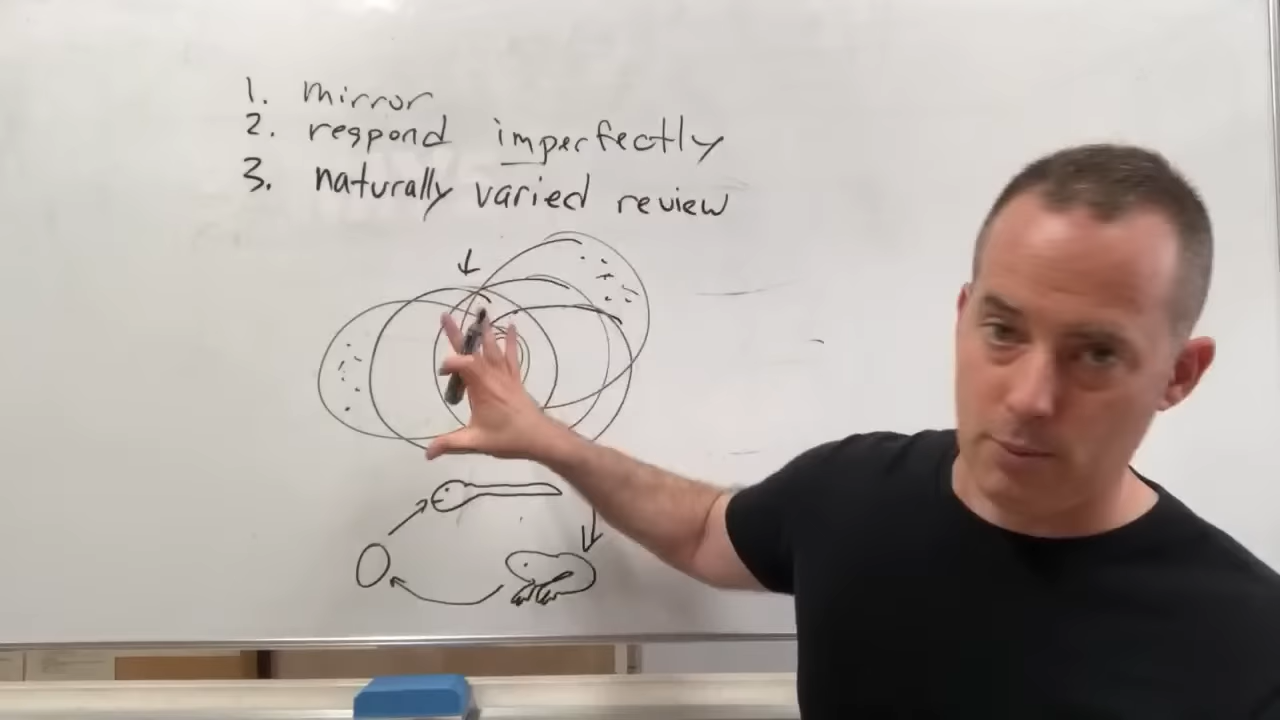 1. mirror
2. respond imperfectly
3. naturally varied review